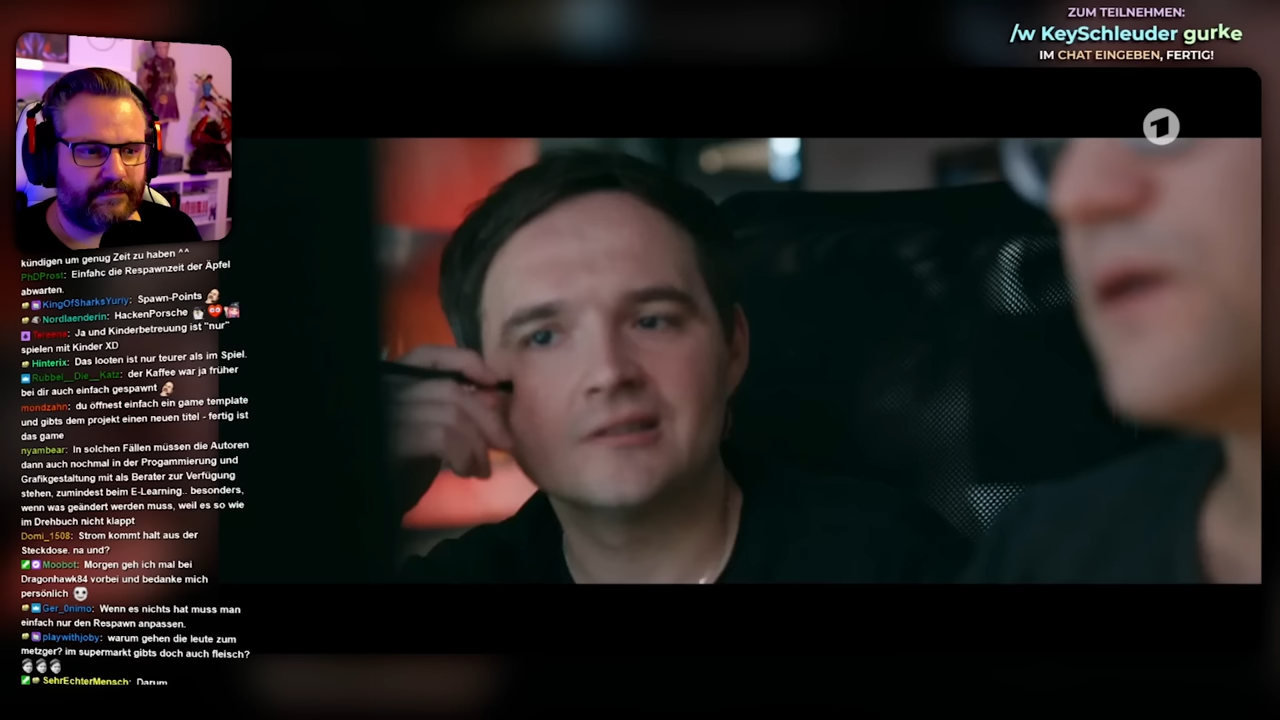 ZUM TEILNEHMEN:
/w KeySchleuder gurke
IM CHAT EINGEBEN, FERTIG!
1
kündigen um genug Zeit zu haben ^^
PhDProst: Einfahc die Respawnzeit der Äpfel
abwarten.
KingOfSharksYuriy: Spawn-Points
Nordlaenderin: HackenPorsche
Ja und Kinderbetreuung ist "nur"
spielen mit Kinder XD
Hinterix: Das looten ist nur teurer als im Spiel.
Rubbel__Die__Katz: der Kaffee war ja früher
bei dir auch einfach gespawnt
mondzahn: du öffnest einfach ein game template
und gibts dem projekt einen neuen titel - fertig ist
das game
nyambear: In solchen Fällen müssen die Autoren
dann auch nochmal in der Progammierung und
Grafikgestaltung mit als Berater zur Verfügung
stehen, zumindest beim E-Learning.. besonders,
wenn was geändert werden muss, weil es so wie
im Drehbuch nicht klappt
Domi_1508: Strom kommt halt aus der
Steckdose. na und?
Moobot: Morgen geh ich mal bei
Dragonhawk84 vorbei und bedanke mich
persönlich
Ger_0nimo: Wenn es nichts hat muss man
einfach nur den Respawn anpassen.
playwithjoby: warum gehen die leute zum
metzger? im supermarkt gibts doch auch fleisch?
SehrEchterMensch: Darum